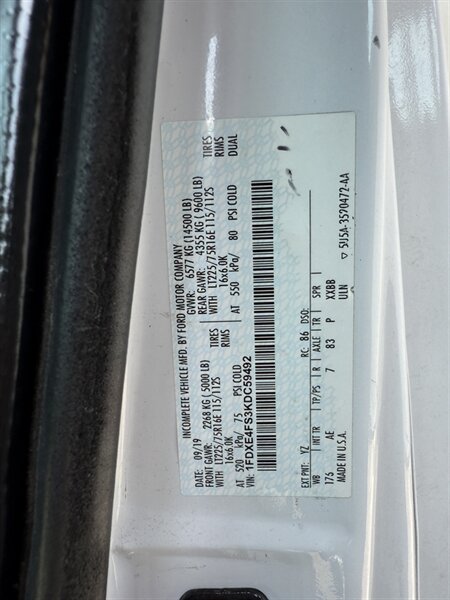 INCOMPLETE VEHICLE MFD. BY FORD MOTOR COMPANY
DATE: 09/19 GVWR: 6577 KG (14500 LB)
FRONT GAWR: 2268 KG (5000 LB) REAR GAWR: 4355 KG (9600 LB)
WITH LT225/75R16E 115/112S TIRES WITH LT225/75R16E 115/112S TIRES
16x6.0K RIMS 16x6.0K RIMS
AT 520 kPa/ 75 PSI COLD AT 550 kPa/ 80 PSI COLD DUAL
VIN: 1FDXE4FS3KDC59492
EXT PNT: YZ RC: 86 DSO:
WB INT TR TP/PS R AXLE TR SPR
176 AE 7 83 P XXBB
MADE IN U.S.A. ULN
▽ 5U5A-3520472-AA